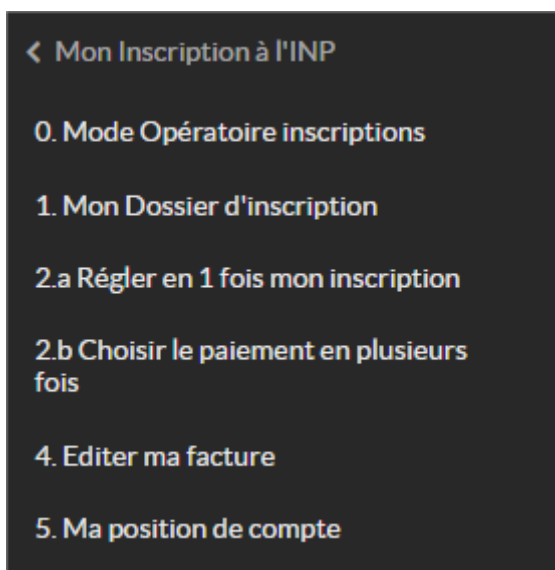 Mon Inscription à l'INP
0. Mode Opératoire inscriptions
1. Mon Dossier d'inscription
2.a Régler en 1 fois mon inscription
2.b Choisir le paiement en plusieurs
fois
4. Editer ma facture
5. Ma position de compte